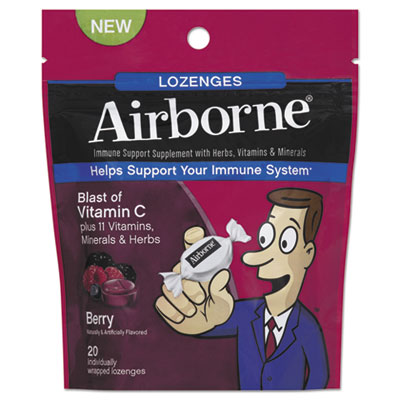 NEW
LOZENGES
Airborne®
Immune Support Supplement with Herbs, Vitamins & Minerals
Helps Support Your Immune System*
Blast of
Vitamin C
plus 11 Vitamins,
Minerals & Herbs
Airborne
Berry
Naturally & Artificially Flavored
20
individually
wrapped lozenges